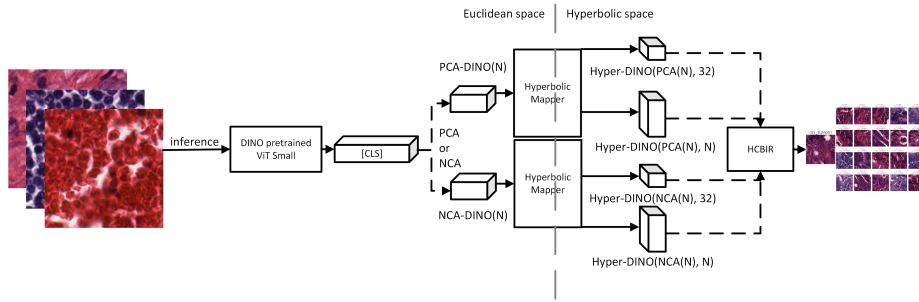 Euclidean space
Hyperbolic space
PCA-DINO(N)
Hyperbolic
Mapper
Hyper-DINO(PCA(N), 32)
inference
DINO pretrained
ViT Small
[CLS]
PCA
or
NCA
Hyper-DINO(PCA(N), N)
HCBIR
Hyperbolic
Mapper
Hyper-DINO(NCA(N), 32)
NCA-DINO(N)
Hyper-DINO(NCA(N), N)